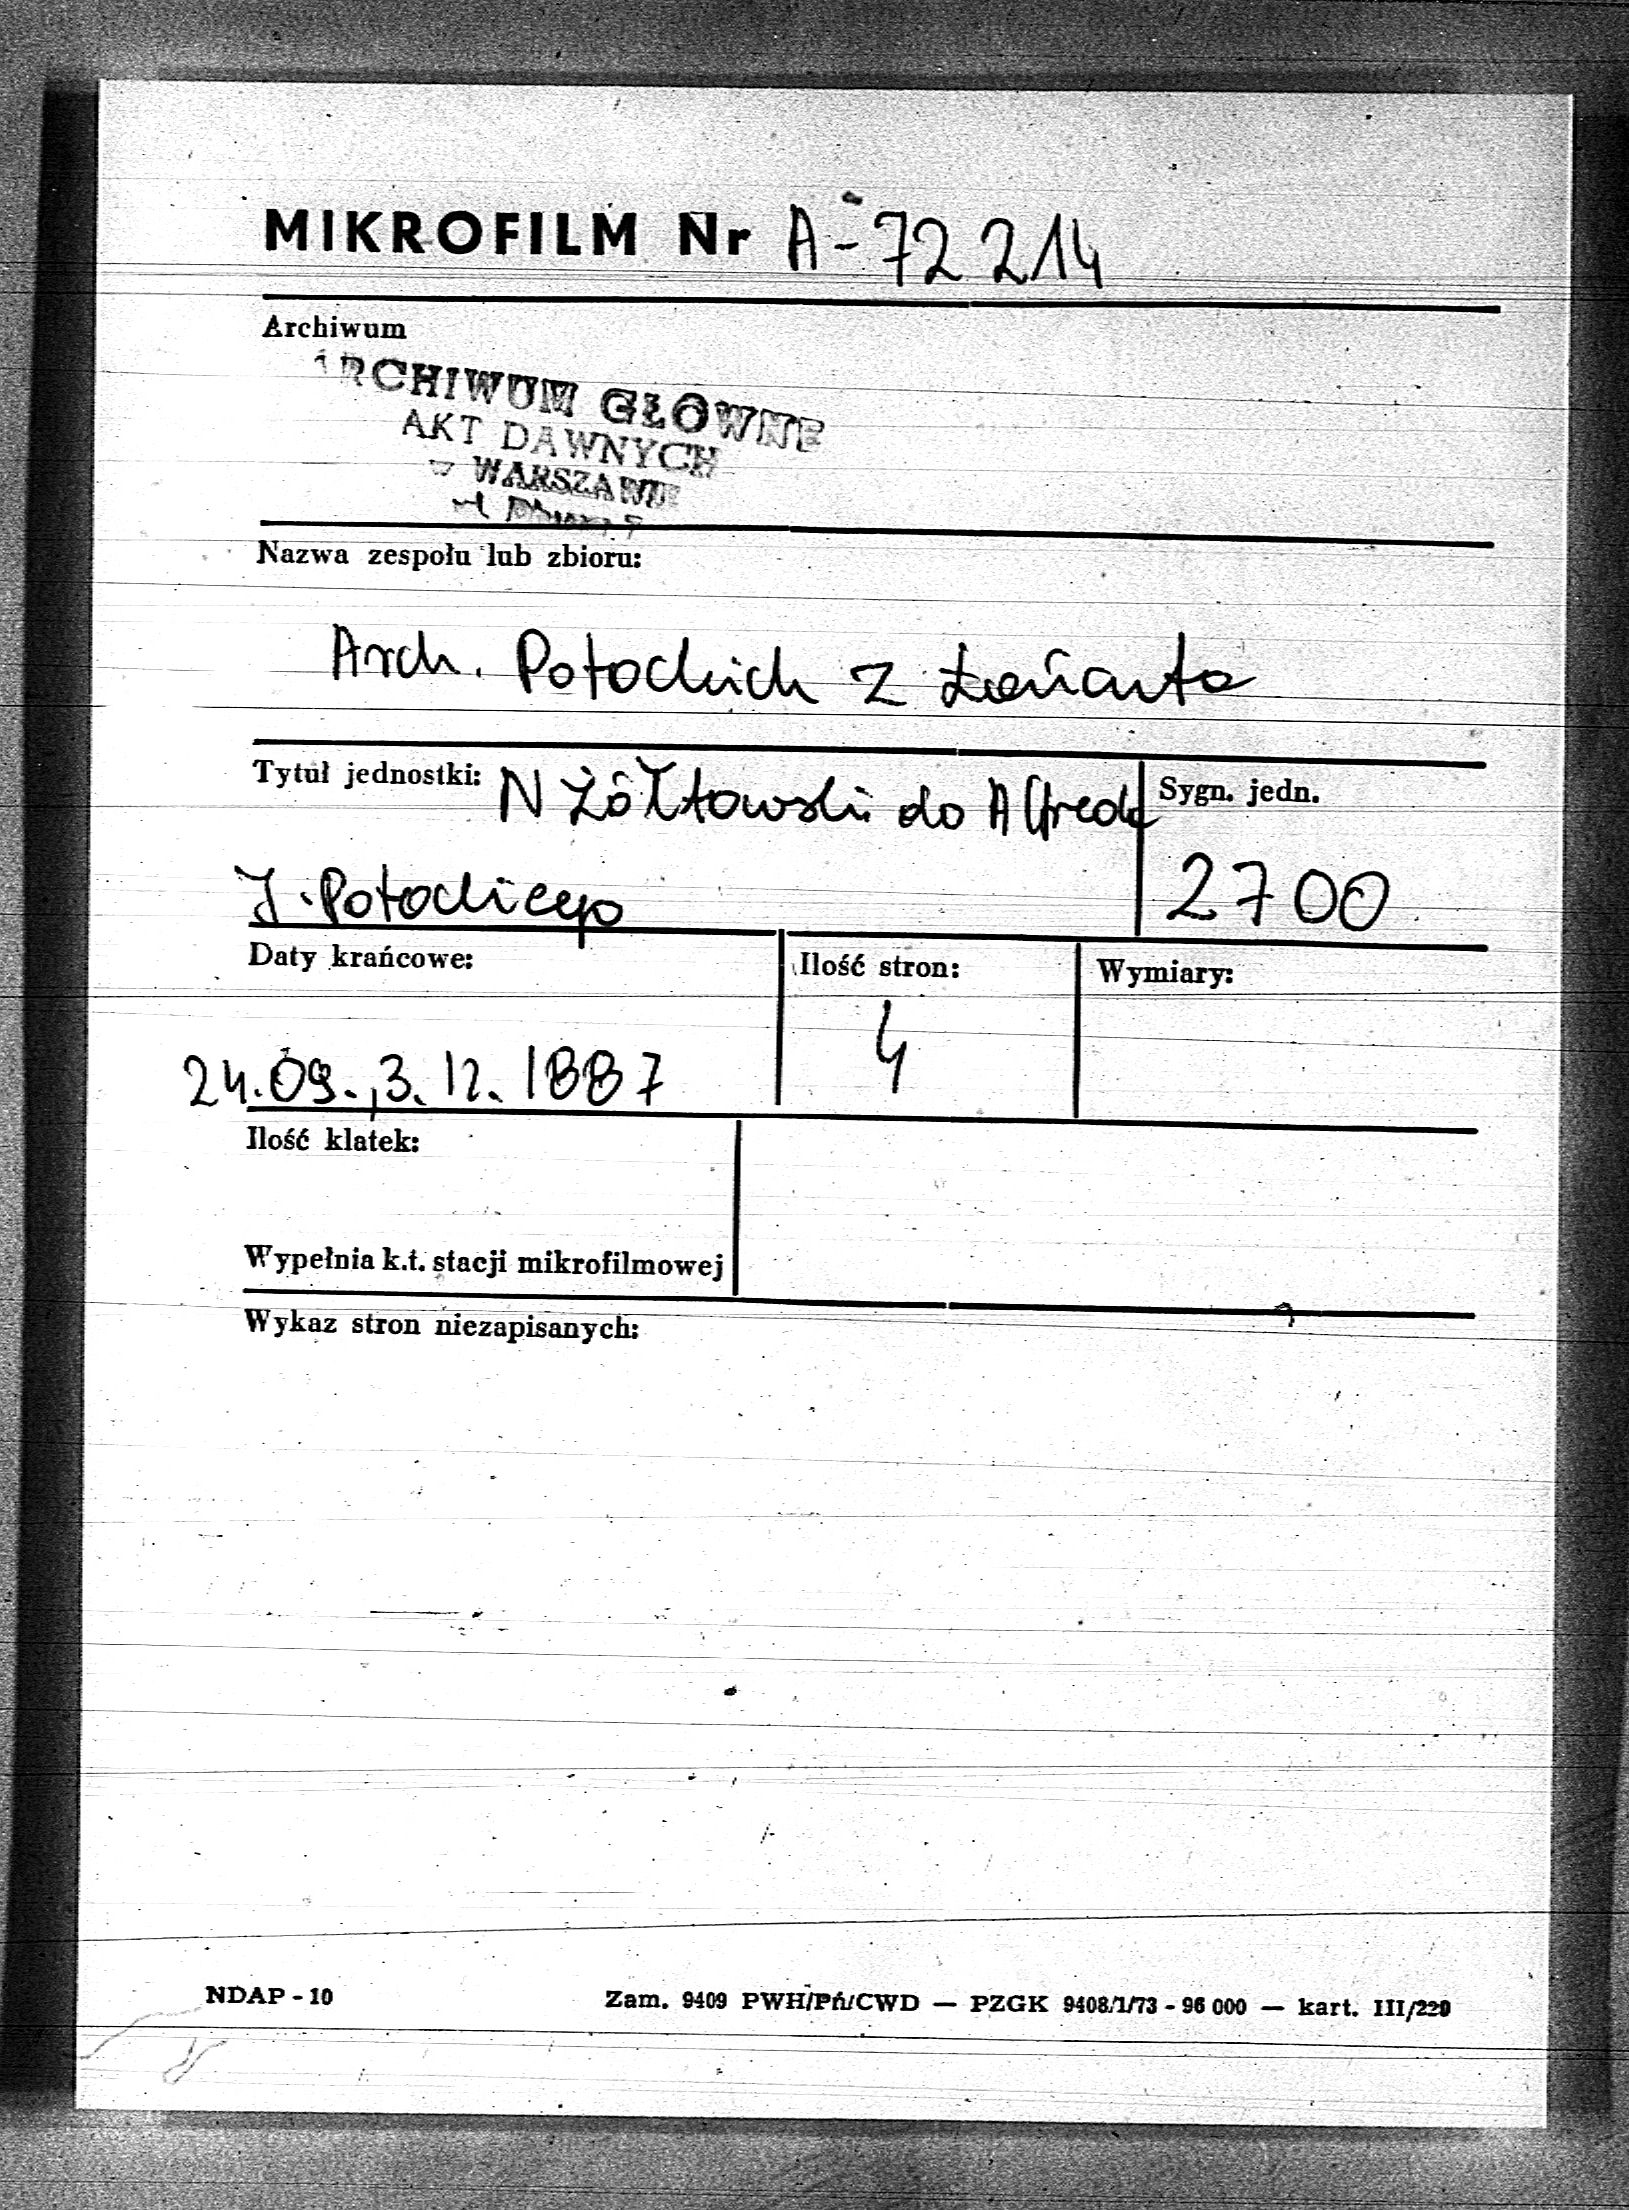 MIKROFILM Nr A-72214
Archiwum
ARCHIWUM GŁÓWNE
AKT DAWNYCH
w WARSZAWIE
Nazwa zespołu lub zbioru:
Arch. Potockich z Łańcuta
Tytuł jednostki: N Żółtowski do Alfreda
Sygn. jedn.
J. Potockiego
2700
Daty krańcowe:
Ilość stron:
Wymiary:
24.09.,3.12.1887
4
Ilość klatek:
Wypełnia k.t. stacji mikrofilmowej
Wykaz stron niezapisanych:
NDAP - 10
Zam. 9409 PWH/Pń/CWD — PZGK 9408/1/73 - 96 000 — kart. III/220